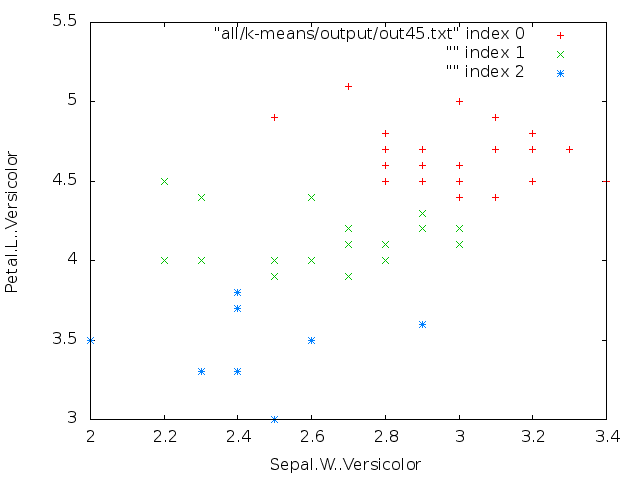 5.5
5
4.5
4
3.5
3
Petal.L..Versicolor
"all/k-means/output/out45.txt" index 0
"" index 1
"" index 2
2
2.2
2.4
2.6
2.8
3
3.2
3.4
Sepal.W..Versicolor